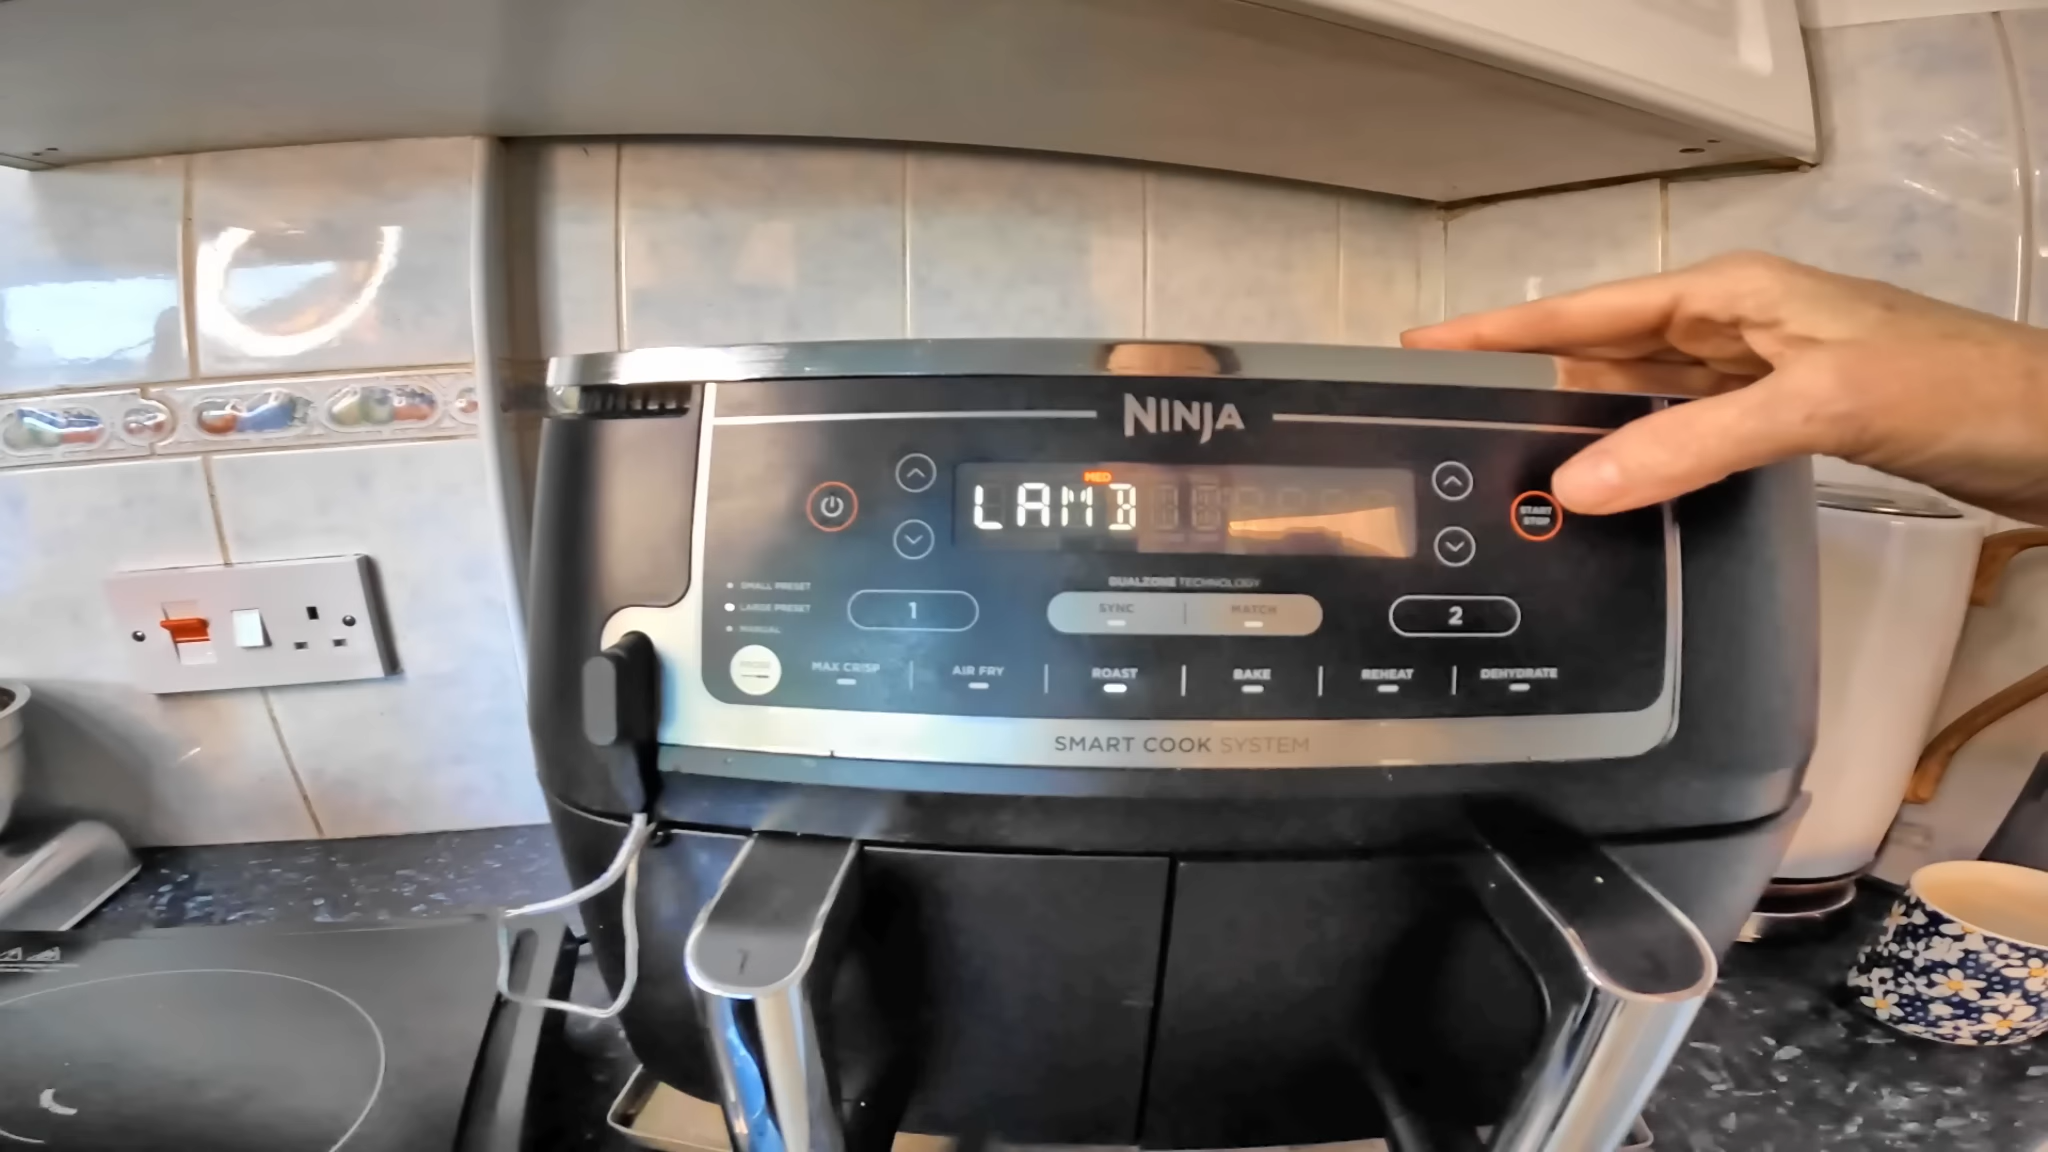 NINJA
MED
LAMB
START
STOP
DUALZONE TECHNOLOGY
SMALL PRESET
LARGE PRESET
MANUAL
1
SYNC
MATCH
2
MAX CRISP
AIR FRY
ROAST
BAKE
REHEAT
DEHYDRATE
SMART COOK SYSTEM